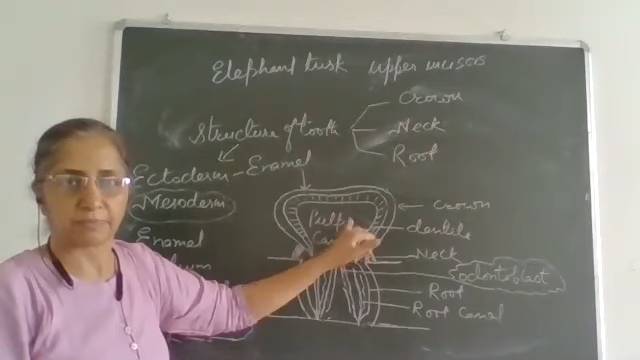 Elephant tusk upper incisors
Crown
Structure of tooth Neck
Root
Ectoderm - Enamel
Mesoderm
Crown
Pulp
dentine
Enamel
Neck
odontoblast
Root
Root Canal